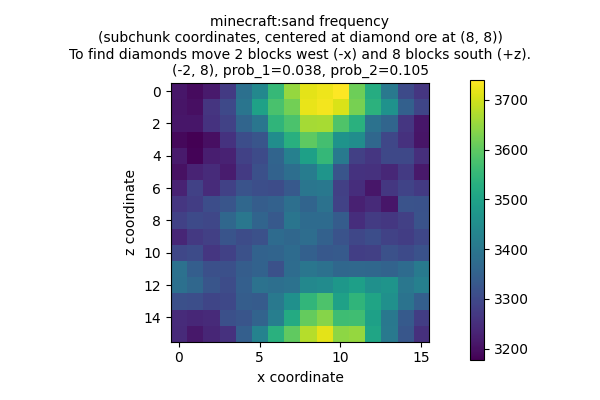 minecraft:sand frequency
(subchunk coordinates, centered at diamond ore at (8, 8))
To find diamonds move 2 blocks west (-x) and 8 blocks south (+z).
(-2, 8), prob_1=0.038, prob_2=0.105
0
2
4
6
8
10
12
14
z coordinate
0 5 10 15
x coordinate
3700
3600
3500
3400
3300
3200